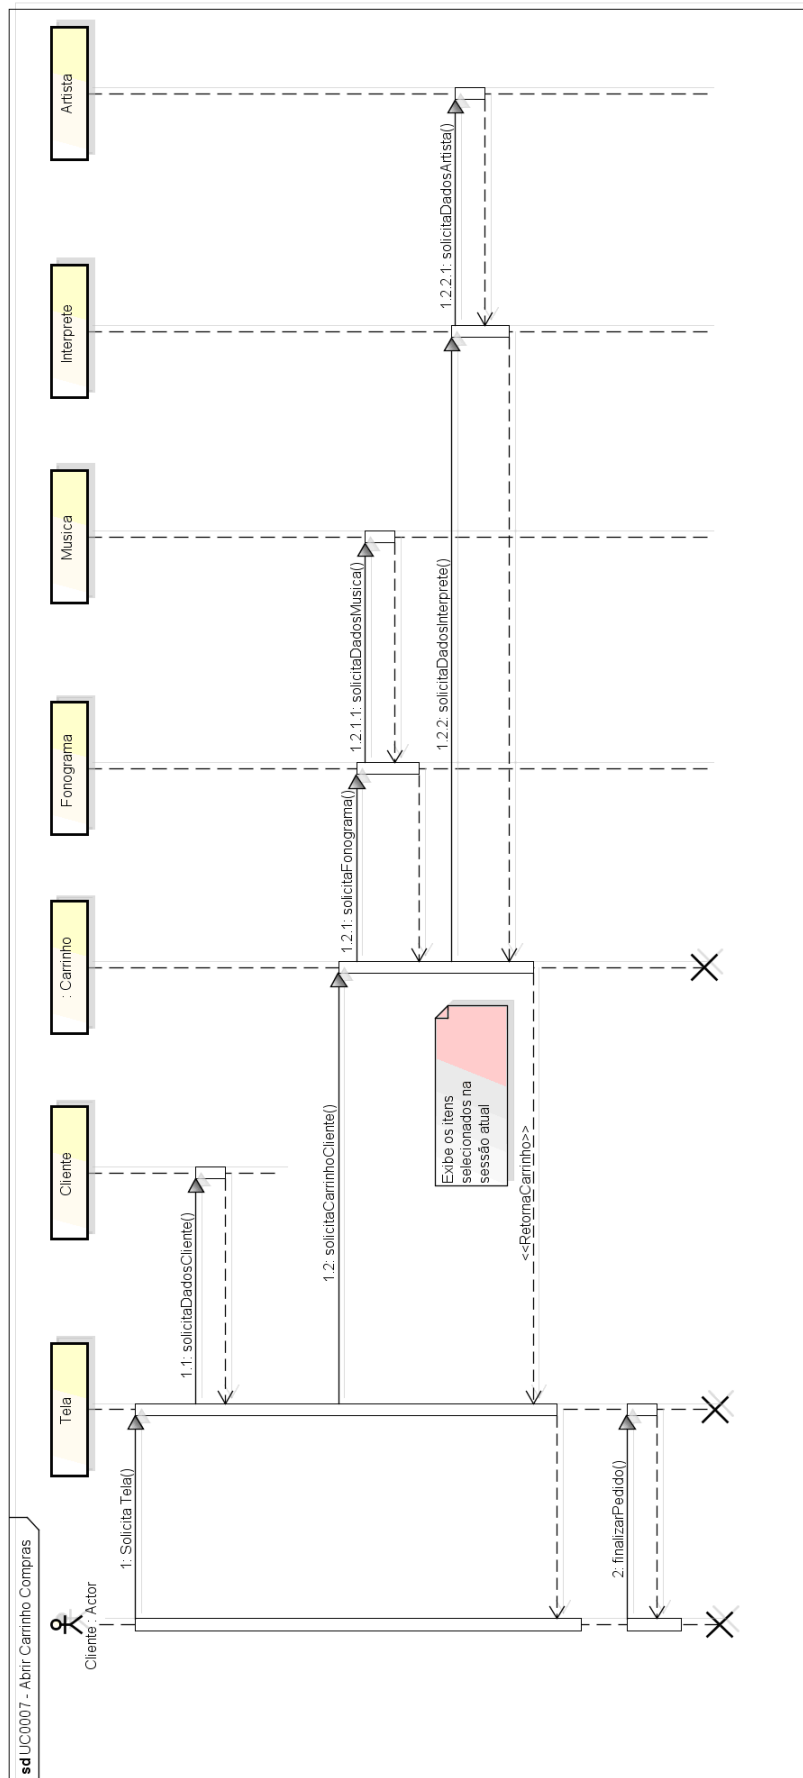 sd UC0007 - Abrir Carrinho Compras
Cliente : Actor
Tela
Cliente
: Carrinho
Fonograma
Musica
Interprete
Artista
1: Solicita Tela()
1.1: solicitaDadosCliente()
1.2: solicitaCarrinhoCliente()
1.2.1: solicitaFonograma()
1.2.1.1: solicitaDadosMusica()
1.2.2: solicitaDadosInterprete()
1.2.2.1: solicitaDadosArtista()
Exibe os itens
selecionados na
sessão atual
<<RetornaCarrinho>>
2: finalizarPedido()